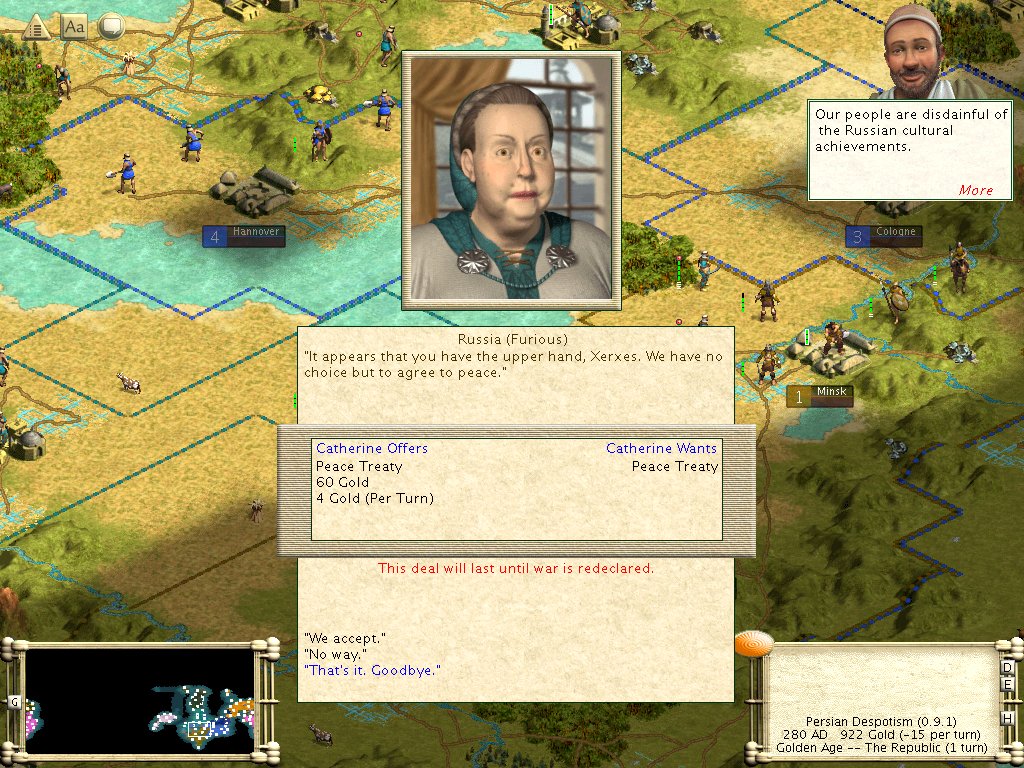 Aa
Our people are disdainful of
the Russian cultural
achievements.
More
4 Hannover
3 Cologne
Russia (Furious)
"It appears that you have the upper hand, Xerxes. We have no
choice but to agree to peace."
1 Minsk
Catherine Offers
Catherine Wants
Peace Treaty
Peace Treaty
60 Gold
4 Gold (Per Turn)
This deal will last until war is redeclared.
"We accept."
"No way."
"That's it. Goodbye."
G
D
E
H
Persian Despotism (0.9.1)
280 AD 922 Gold (-15 per turn)
Golden Age -- The Republic (1 turn)